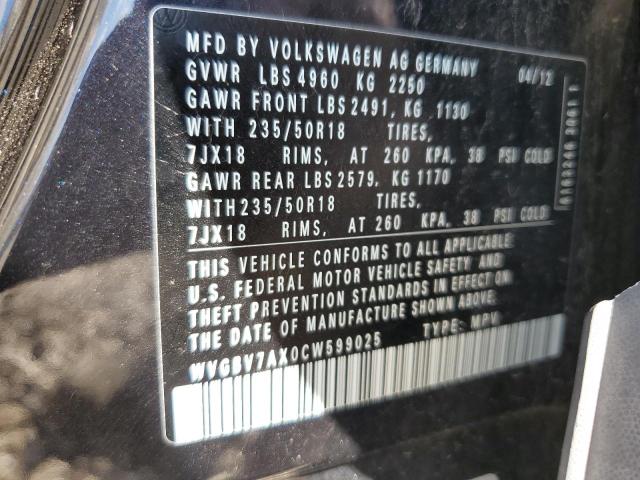 MFD BY VOLKSWAGEN AG GERMANY 04/12
GVWR LBS 4960 KG 2250
GAWR FRONT LBS 2491, KG 1130
WITH 235/50R18 TIRES,
7JX18 RIMS, AT 260 KPA, 38 PSI COLD
GAWR REAR LBS 2579, KG 1170
WITH 235/50R18 TIRES,
7JX18 RIMS, AT 260 KPA, 38 PSI COLD
THIS VEHICLE CONFORMS TO ALL APPLICABLE
U.S. FEDERAL MOTOR VEHICLE SAFETY AND
THEFT PREVENTION STANDARDS IN EFFECT ON
THE DATE OF MANUFACTURE SHOWN ABOVE.
WVGBV7AX0CW599025 TYPE: MPV